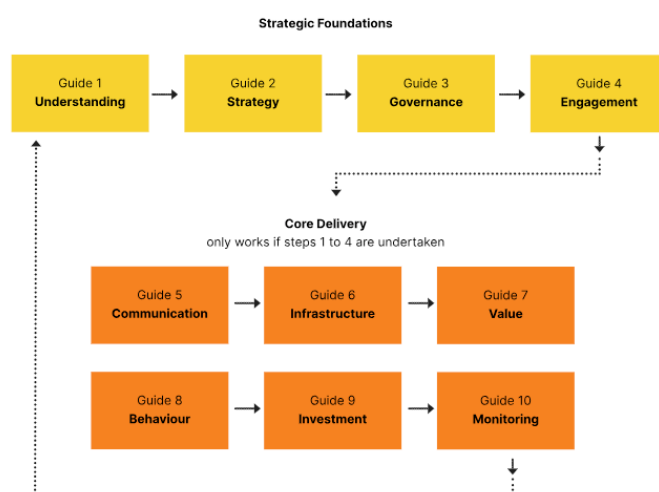 Strategic Foundations
Guide 1
Understanding
Guide 2
Strategy
Guide 3
Governance
Guide 4
Engagement
Core Delivery
only works if steps 1 to 4 are undertaken
Guide 5
Communication
Guide 6
Infrastructure
Guide 7
Value
Guide 8
Behaviour
Guide 9
Investment
Guide 10
Monitoring